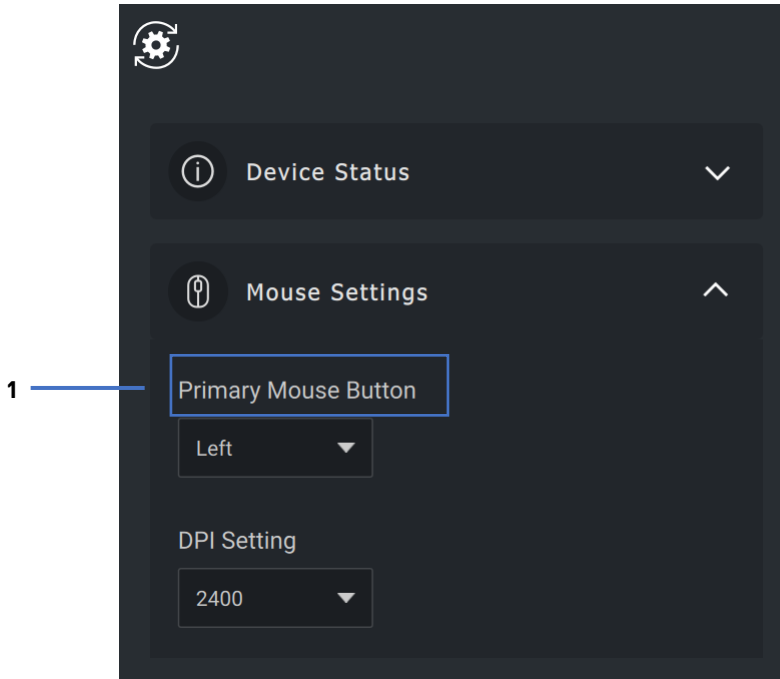 Device Status
Mouse Settings
1
Primary Mouse Button
Left
DPI Setting
2400